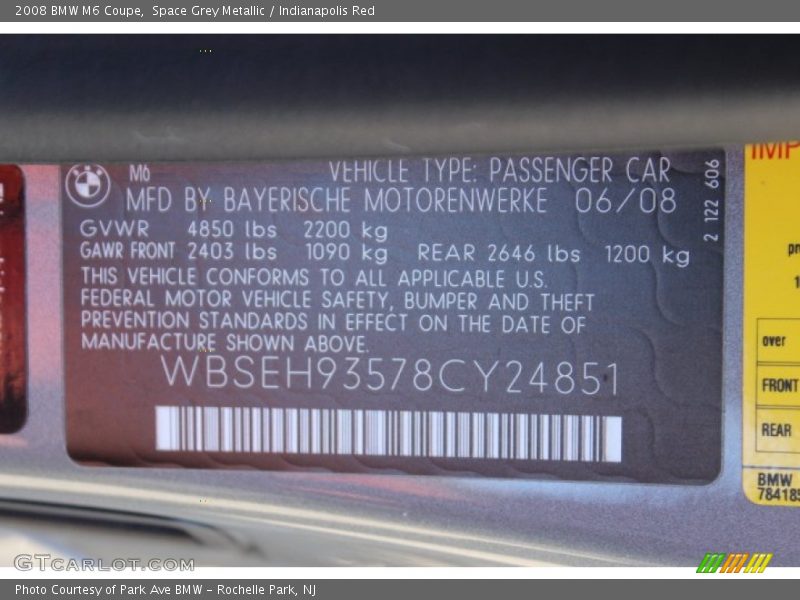 2008 BMW M6 Coupe, Space Grey Metallic / Indianapolis Red
M6 VEHICLE TYPE: PASSENGER CAR
MFD BY BAYERISCHE MOTORENWERKE 06/08
GVWR 4850 lbs 2200 kg
GAWR FRONT 2403 lbs 1090 kg REAR 2646 lbs 1200 kg
THIS VEHICLE CONFORMS TO ALL APPLICABLE U.S.
FEDERAL MOTOR VEHICLE SAFETY, BUMPER AND THEFT
PREVENTION STANDARDS IN EFFECT ON THE DATE OF
MANUFACTURE SHOWN ABOVE.
WBSEH93578CY24851
2 122 606
over
FRONT
REAR
BMW
GTCARLOT.COM
Photo Courtesy of Park Ave BMW - Rochelle Park, NJ